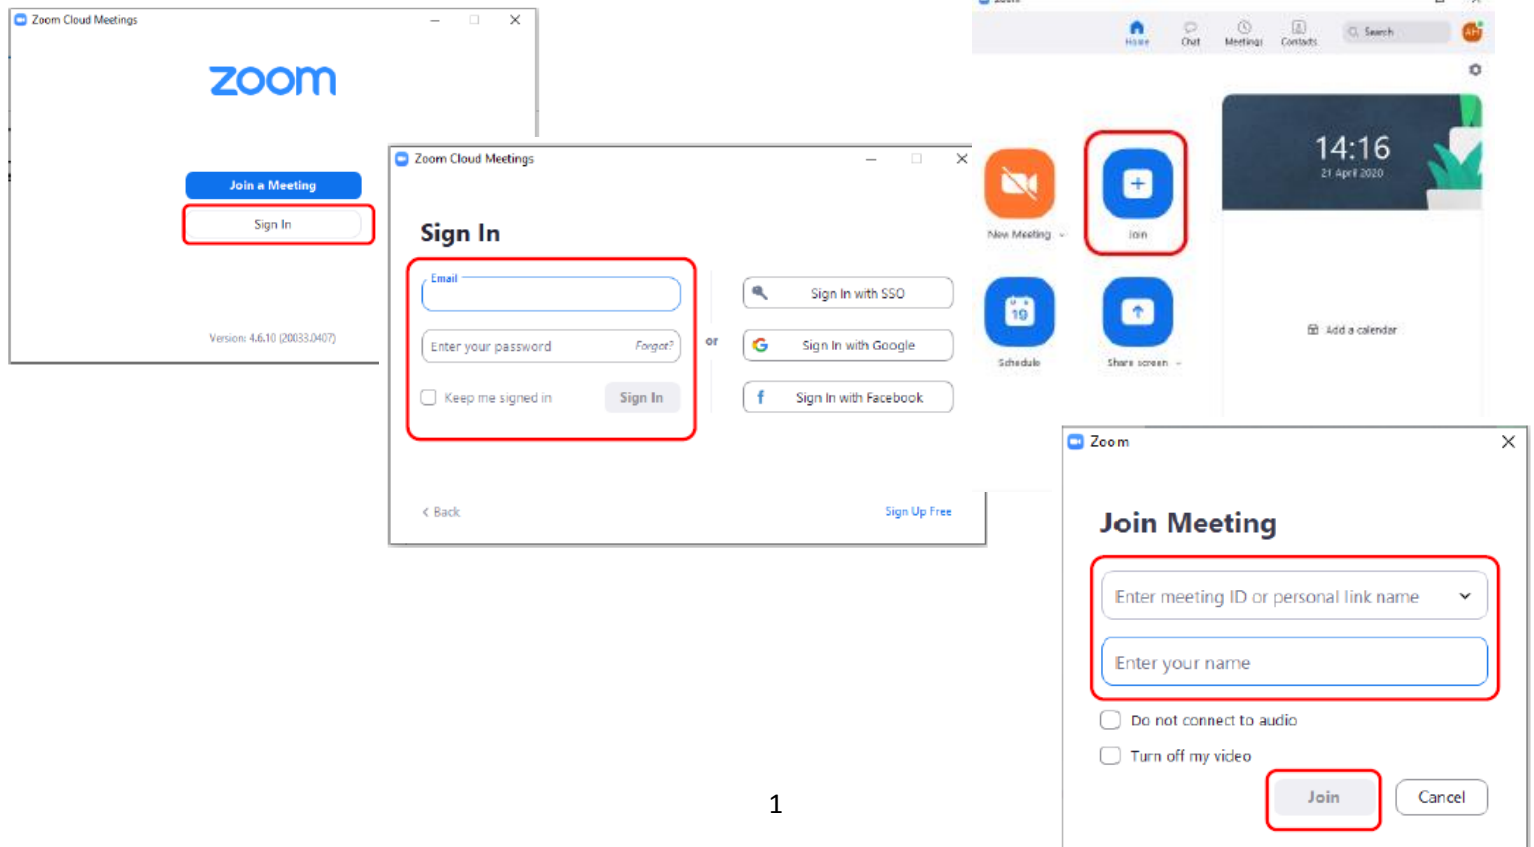 Zoom Cloud Meetings
zoom
Join a Meeting
Sign In
Version: 4.6.10 (20033.0407)
Zoom Cloud Meetings
Sign In
Email
Enter your password Forgot?
Keep me signed in Sign In
or
Sign In with SSO
Sign In with Google
Sign In with Facebook
< Back
Sign Up Free
Zoom
Home Chat Meetings Contacts Search AH
14:16
21 April 2020
New Meeting Join
19
Schedule Share screen
Add a calendar
Zoom
Join Meeting
Enter meeting ID or personal link name
Enter your name
Do not connect to audio
Turn off my video
Join Cancel
1